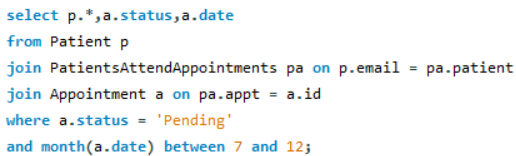 select p.*,a.status,a.date
from Patient p
join PatientsAttendAppointments pa on p.email = pa.patient
join Appointment a on pa.appt = a.id
where a.status = 'Pending'
and month(a.date) between 7 and 12;